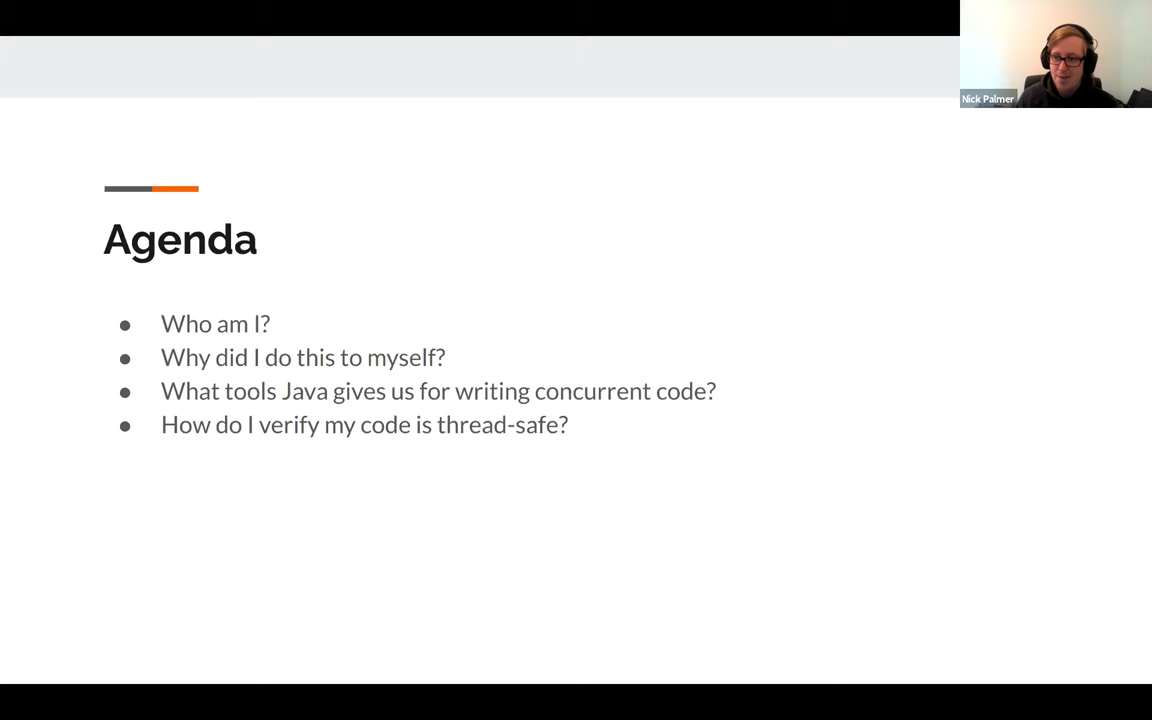 Nick Palmer
Agenda
● Who am I?
● Why did I do this to myself?
● What tools Java gives us for writing concurrent code?
● How do I verify my code is thread-safe?